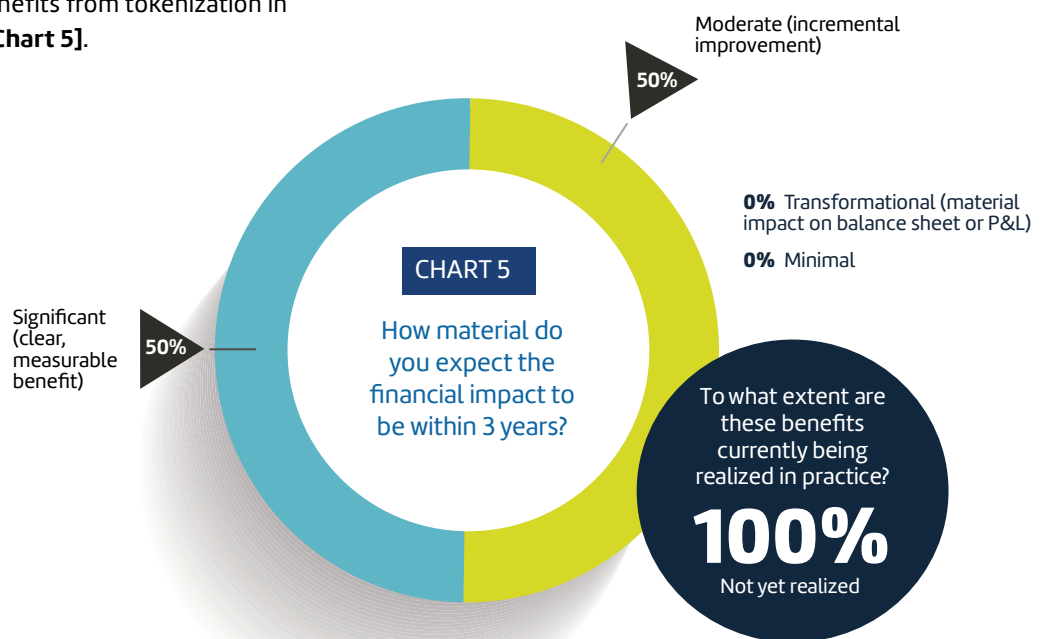 nefits from tokenization in
Chart 5].
Moderate (incremental
improvement)
50%
0% Transformational (material
impact on balance sheet or P&L)
0% Minimal
CHART 5
How material do
you expect the
financial impact to
be within 3 years?
Significant
(clear,
measurable
benefit)
50%
To what extent are
these benefits
currently being
realized in practice?
100%
Not yet realized